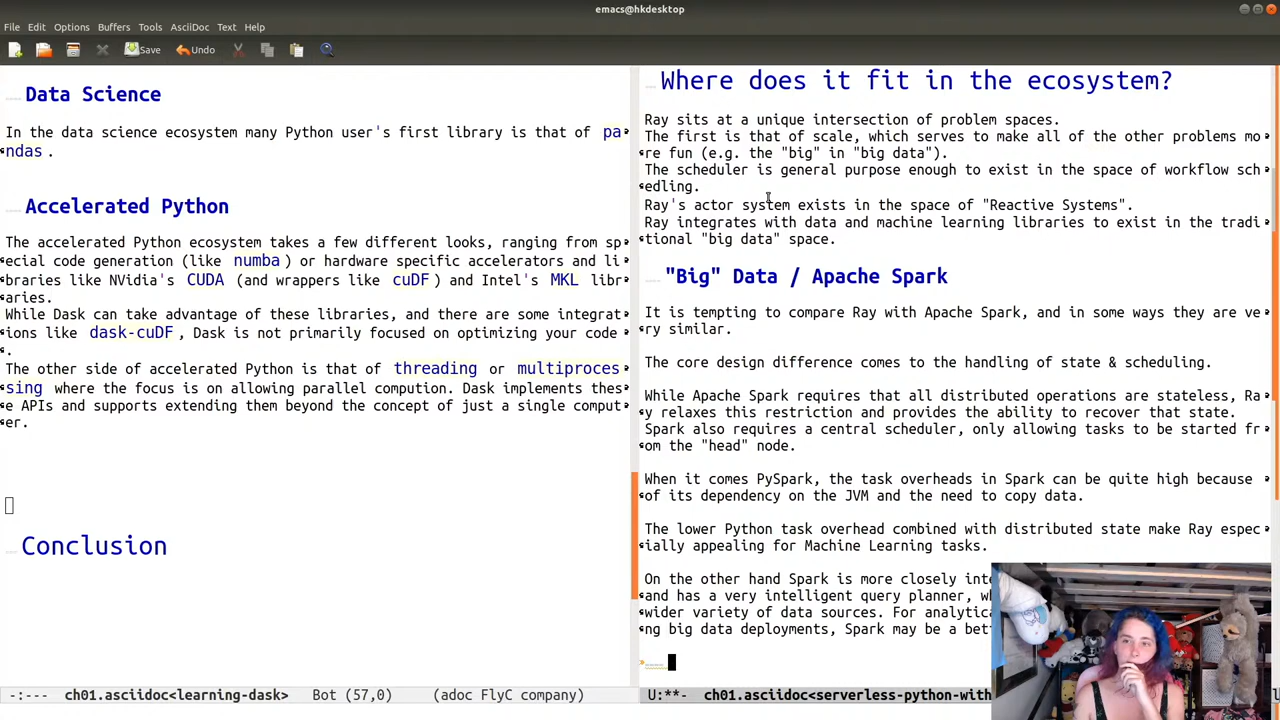 emacs@hkdesktop
File Edit Options Buffers Tools AsciiDoc Text Help
Save Undo
Data Science
In the data science ecosystem many Python user's first library is that of pa
ndas.
Accelerated Python
The accelerated Python ecosystem takes a few different looks, ranging from sp
ecial code generation (like numba) or hardware specific accelerators and li
braries like NVidia's CUDA (and wrappers like cuDF) and Intel's MKL libr
aries.
While Dask can take advantage of these libraries, and there are some integrat
ions like dask-cuDF, Dask is not primarily focused on optimizing your code
.
The other side of accelerated Python is that of threading or multiproces
sing where the focus is on allowing parallel compution. Dask implements thes
e APIs and supports extending them beyond the concept of just a single comput
er.
Conclusion
-:--- ch01.asciidoc<learning-dask> Bot (57,0) (adoc FlyC company)
Where does it fit in the ecosystem?
Ray sits at a unique intersection of problem spaces.
The first is that of scale, which serves to make all of the other problems mo
re fun (e.g. the "big" in "big data").
The scheduler is general purpose enough to exist in the space of workflow sch
edling.
Ray's actor system exists in the space of "Reactive Systems".
Ray integrates with data and machine learning libraries to exist in the tradi
tional "big data" space.
"Big" Data / Apache Spark
It is tempting to compare Ray with Apache Spark, and in some ways they are ve
ry similar.
The core design difference comes to the handling of state & scheduling.
While Apache Spark requires that all distributed operations are stateless, Ra
y relaxes this restriction and provides the ability to recover that state.
Spark also requires a central scheduler, only allowing tasks to be started fr
om the "head" node.
When it comes PySpark, the task overheads in Spark can be quite high because
of its dependency on the JVM and the need to copy data.
The lower Python task overhead combined with distributed state make Ray espec
ially appealing for Machine Learning tasks.
On the other hand Spark is more closely
and has a very intelligent query planner,
wider variety of data sources. For
ng big data deployments, Spark may be a
U:**- ch01.asciidoc<serverless-python-with